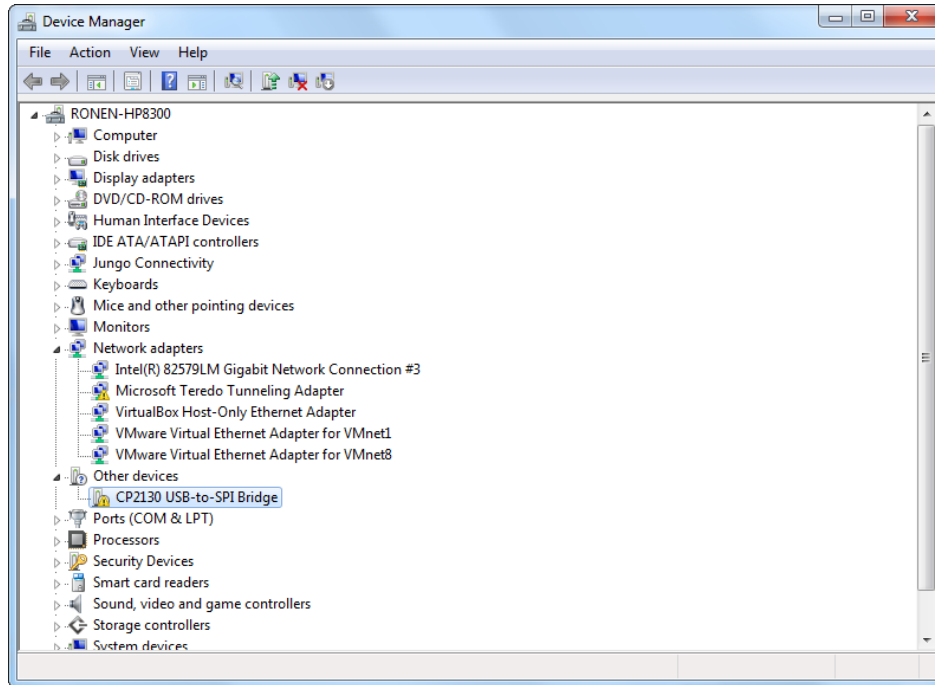 Device Manager
File Action View Help
RONEN-HP8300
Computer
Disk drives
Display adapters
DVD/CD-ROM drives
Human Interface Devices
IDE ATA/ATAPI controllers
Jungo Connectivity
Keyboards
Mice and other pointing devices
Monitors
Network adapters
Intel(R) 82579LM Gigabit Network Connection #3
Microsoft Teredo Tunneling Adapter
VirtualBox Host-Only Ethernet Adapter
VMware Virtual Ethernet Adapter for VMnet1
VMware Virtual Ethernet Adapter for VMnet8
Other devices
CP2130 USB-to-SPI Bridge
Ports (COM & LPT)
Processors
Security Devices
Smart card readers
Sound, video and game controllers
Storage controllers
System devices